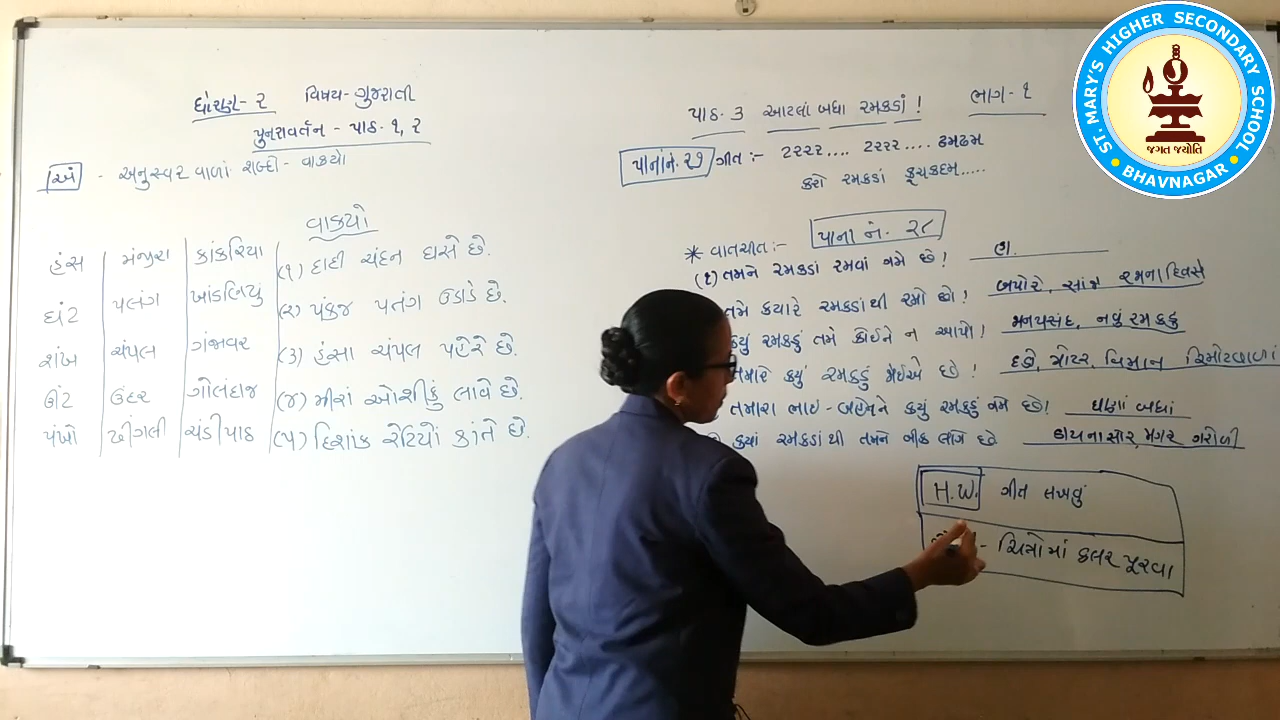 ધોરણ - ૨ વિષય - ગુજરાતી
પુનરાવર્તન - પાઠ - ૧, ૨
અં - અનુસ્વર વાળાં શબ્દો - વાક્યો
હંસ મંજીરા કાંકરિયા
ઘંટ પલંગ ખાંડણિયું
શંખ ચંપલ ગંજાવર
ઊંટ ઉંદર ગોલંદાજ
પંખો ઢીંગલી ચંડીપાઠ
વાક્યો
(૧) દાદી ચંદન ઘસે છે.
(૨) પંકજ પતંગ ઉડાડે છે.
(૩) હંસા ચંપલ પહેરે છે.
(૪) મીરાં ઓશીકું લાવે છે.
(૫) હિશાંક રેંટિયો કાંતે છે.
પાઠ - ૩ આટલાં બધા રમકડાં ! ભાગ - ૧
પાનાંનં. ૨૭ ગીત :- ટરરર.... ટરરર.... ઢમઢમ
કરો રમકડાં કૂચકદમ.....
પાના નં. ૨૮
* વાતચીત :-
(૧) તમને રમકડાં રમવાં ગમે છે ! હા.
તમે કયારે રમકડાંથી રમો છો ! બપોરે, સાંજે રજાના દિવસે
કયું રમકડું તમે કોઈને ન આપો ! મનપસંદ, નવું રમકડું
તમારે કયું રમકડું જોઈએ છે ! દડો, મોટર, વિમાન રિમોટવાળાં
તમારા ભાઇ - બહેનને કયું રમકડું ગમે છે ! ઘણાં બધાં
કયાં રમકડાંથી તમને બીક લાગે છે ડાયનાસોર, મગર ગરોળી
H.W. ગીત લખવું
- ચિત્રોમાં કલર પૂરવા
ST. MARY'S HIGHER SECONDARY SCHOOL
જગત જ્યોતિ
BHAVNAGAR